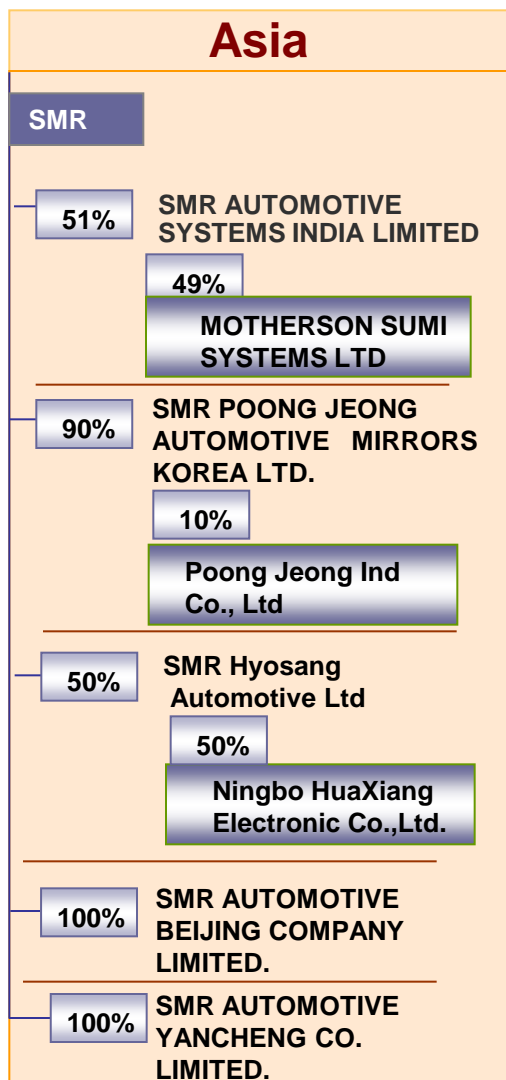 Asia
SMR
51%
SMR AUTOMOTIVE
SYSTEMS INDIA LIMITED
49%
MOTHERSON SUMI
SYSTEMS LTD
90%
SMR POONG JEONG
AUTOMOTIVE MIRRORS
KOREA LTD.
10%
Poong Jeong Ind
Co., Ltd
50%
SMR Hyosang
Automotive Ltd
50%
Ningbo HuaXiang
Electronic Co.,Ltd.
100%
SMR AUTOMOTIVE
BEIJING COMPANY
LIMITED.
100%
SMR AUTOMOTIVE
YANCHENG CO.
LIMITED.